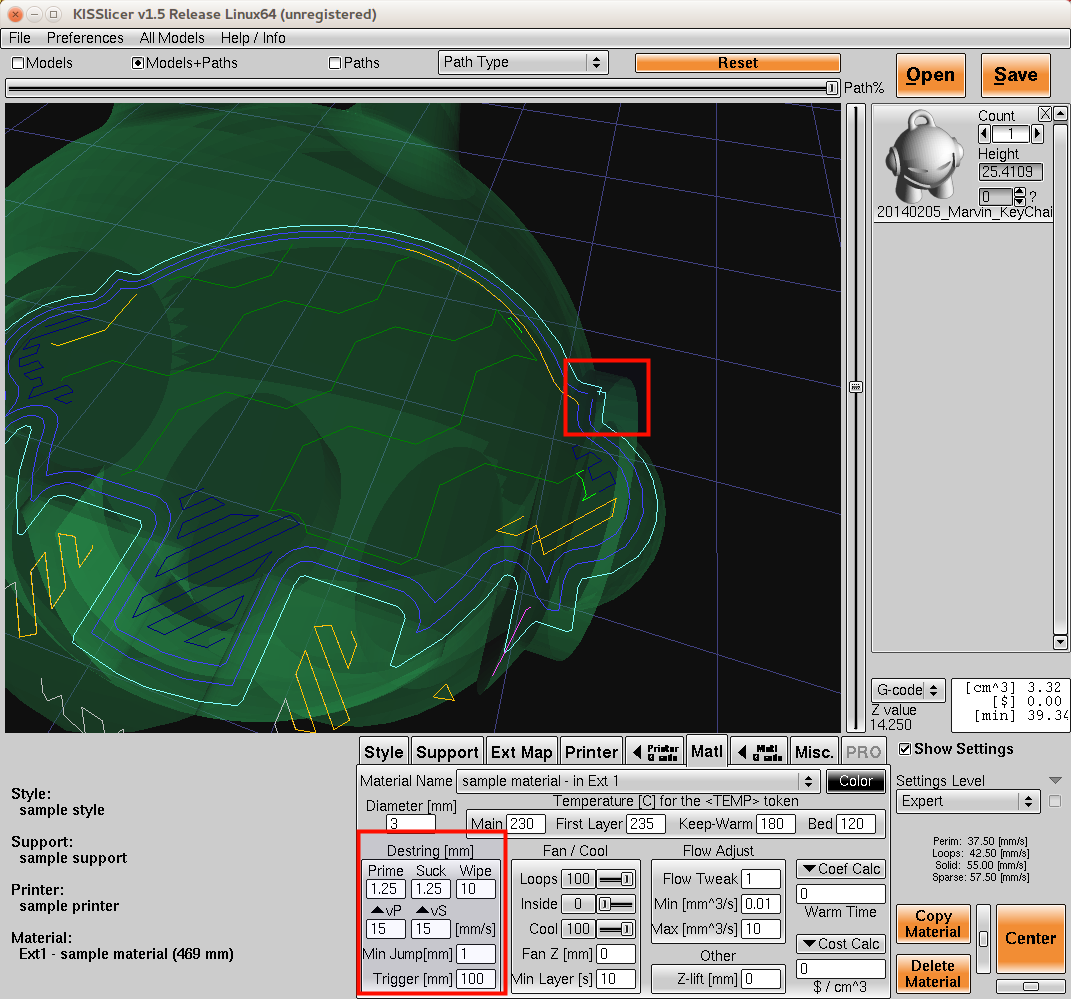 KISSlicer v1.5 Release Linux64 (unregistered)
File Preferences All Models Help / Info
Models Models+Paths Paths Path Type Reset Open Save
Path%
Count
1
Height
25.4109
0 ?
20140205_Marvin_KeyChai
G-code
Z value
14.250
[cm^3] 3.32
[$] 0.00
[min] 39.34
Style Support Ext Map Printer Printer G-code Matl Matl G-code Misc. PRO
Show Settings
Material Name sample material - in Ext 1 Color
Settings Level
Expert
Diameter [mm]
3
Temperature [C] for the <TEMP> token
Main 230 First Layer 235 Keep-Warm 180 Bed 120
Destring [mm]
Prime Suck Wipe
1.25 1.25 10
vP vS
15 15 [mm/s]
Min Jump[mm] 1
Trigger [mm] 100
Fan / Cool
Loops 100
Inside 0
Cool 100
Fan Z [mm] 0
Min Layer [s] 10
Flow Adjust
Flow Tweak 1
Min [mm^3/s] 0.01
Max [mm^3/s] 10
Other
Z-lift [mm] 0
Coef Calc
0
Warm Time
Cost Calc
0
$ / cm^3
Perim: 37.50 [mm/s]
Loops: 42.50 [mm/s]
Solid: 55.00 [mm/s]
Sparse: 57.50 [mm/s]
Copy
Material
Delete
Material
Center
Style:
sample style
Support:
sample support
Printer:
sample printer
Material:
Ext1 - sample material (469 mm)